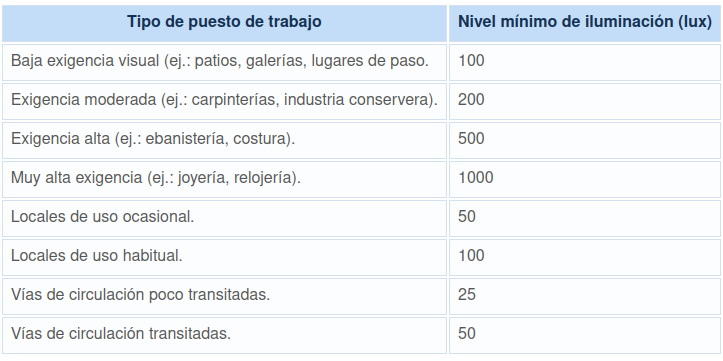 Tipo de puesto de trabajo Nivel mínimo de iluminación (lux)
Baja exigencia visual (ej.: patios, galerías, lugares de paso. 100
Exigencia moderada (ej.: carpinterías, industria conservera). 200
Exigencia alta (ej.: ebanistería, costura). 500
Muy alta exigencia (ej.: joyería, relojería). 1000
Locales de uso ocasional. 50
Locales de uso habitual. 100
Vías de circulación poco transitadas. 25
Vías de circulación transitadas. 50